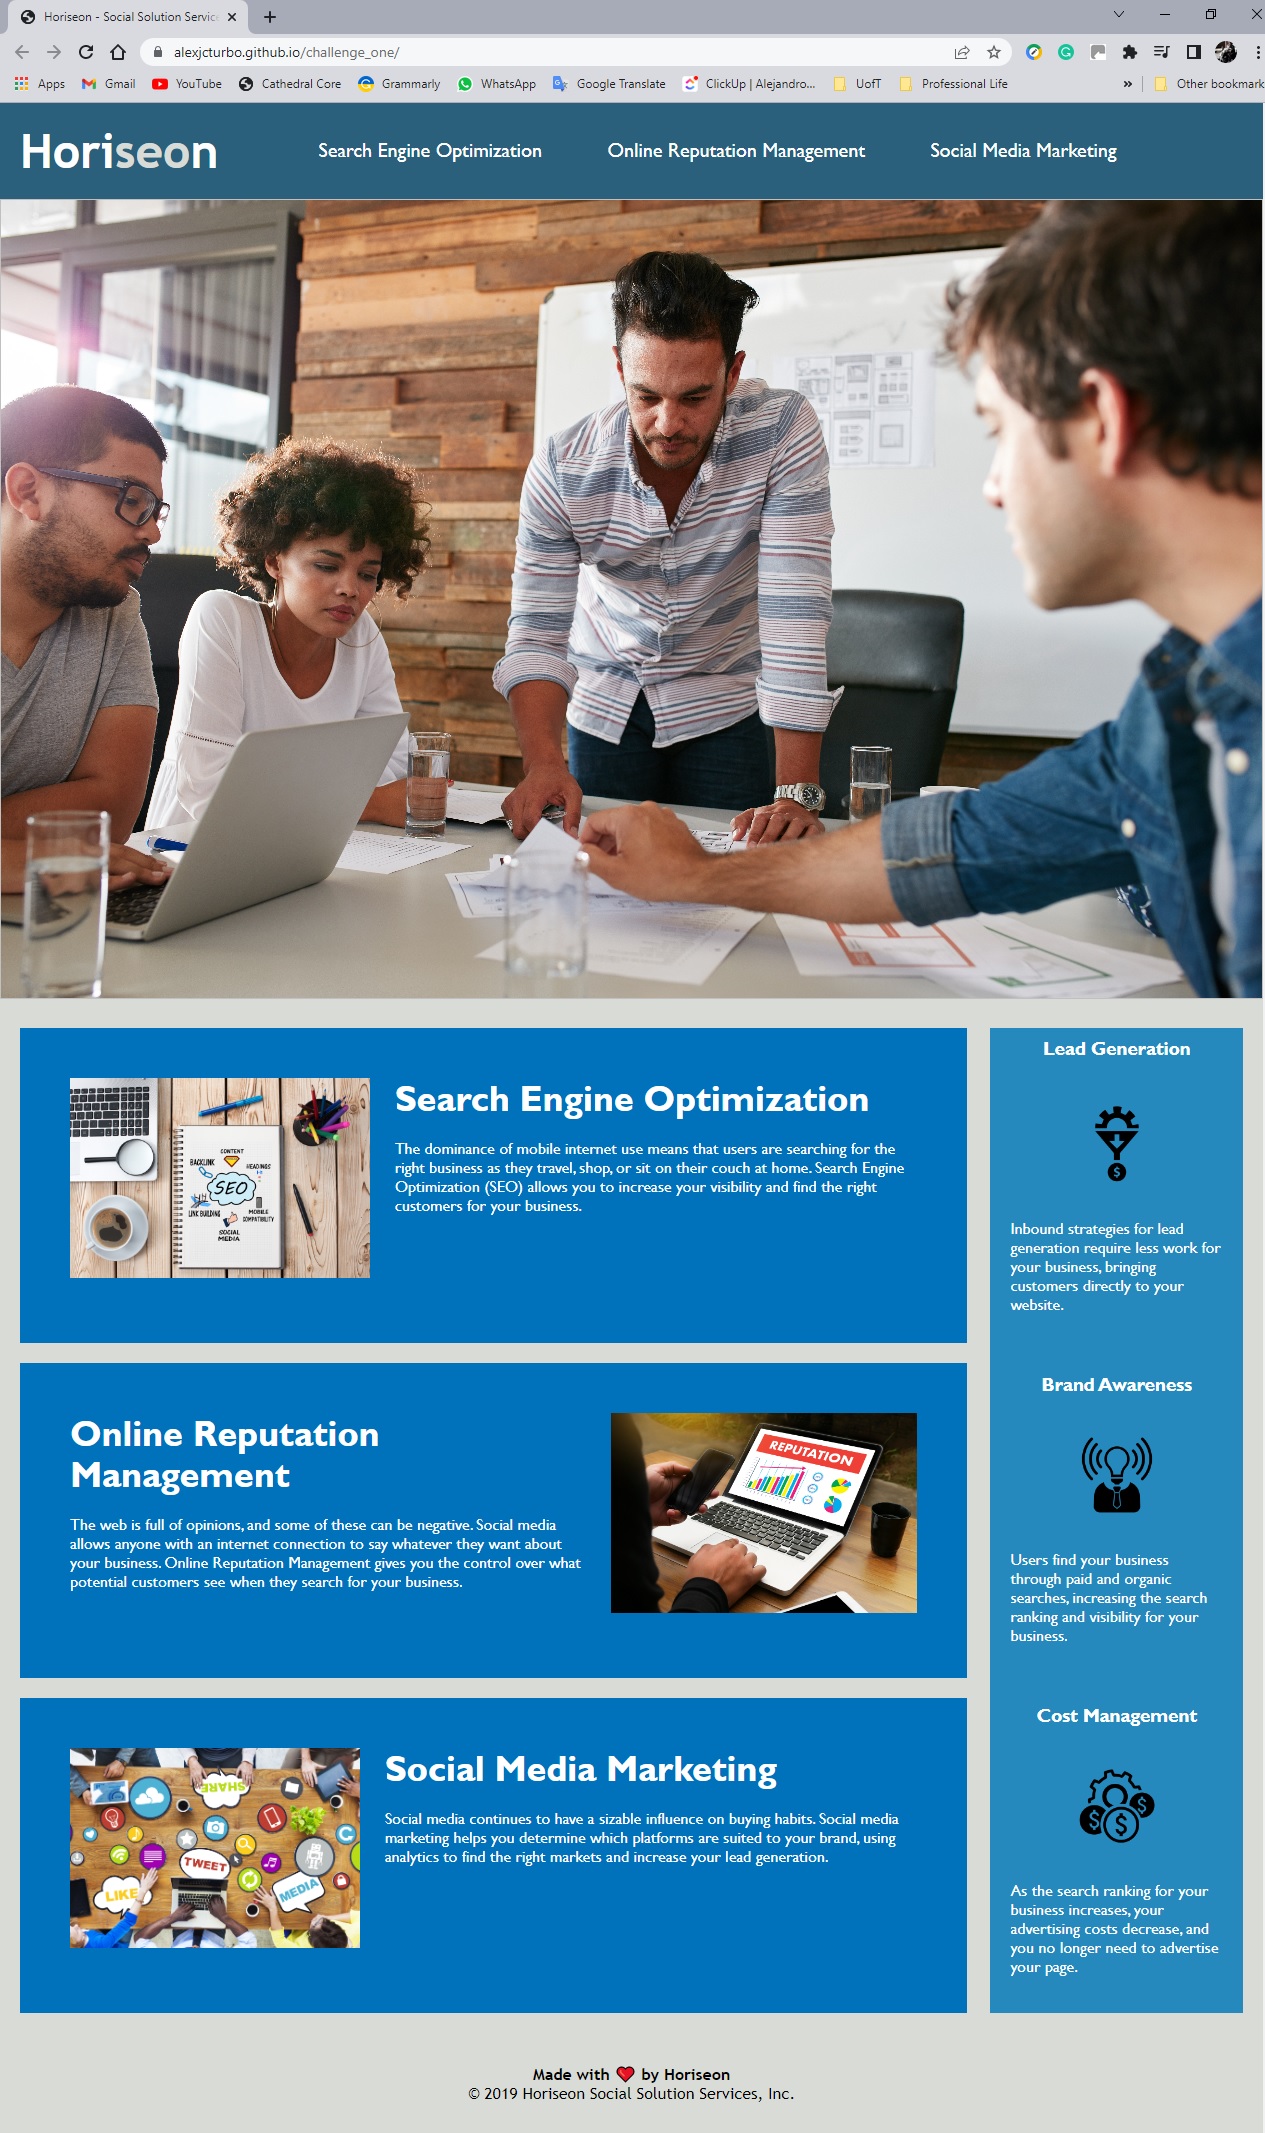 Horiseon - Social Solution Servic
alexjcturbo.github.io/challenge_one/
Apps Gmail YouTube Cathedral Core Grammarly WhatsApp Google Translate ClickUp | Alejandro... UofT Professional Life » Other bookmark
Horiseon Search Engine Optimization Online Reputation Management Social Media Marketing
Search Engine Optimization
The dominance of mobile internet use means that users are searching for the
right business as they travel, shop, or sit on their couch at home. Search Engine
Optimization (SEO) allows you to increase your visibility and find the right
customers for your business.
CONTENT
BACKLINK
HEADINGS
SEO
LINK BUILDING
MOBILE
COMPATIBILITY
SOCIAL
MEDIA
Online Reputation
Management
The web is full of opinions, and some of these can be negative. Social media
allows anyone with an internet connection to say whatever they want about
your business. Online Reputation Management gives you the control over what
potential customers see when they search for your business.
REPUTATION
Social Media Marketing
Social media continues to have a sizable influence on buying habits. Social media
marketing helps you determine which platforms are suited to your brand, using
analytics to find the right markets and increase your lead generation.
SHARE
TWEET
LIKE
MEDIA
Lead Generation
$
Inbound strategies for lead
generation require less work for
your business, bringing
customers directly to your
website.
Brand Awareness
Users find your business
through paid and organic
searches, increasing the search
ranking and visibility for your
business.
Cost Management
$ $ $
As the search ranking for your
business increases, your
advertising costs decrease, and
you no longer need to advertise
your page.
Made with ❤️ by Horiseon
© 2019 Horiseon Social Solution Services, Inc.